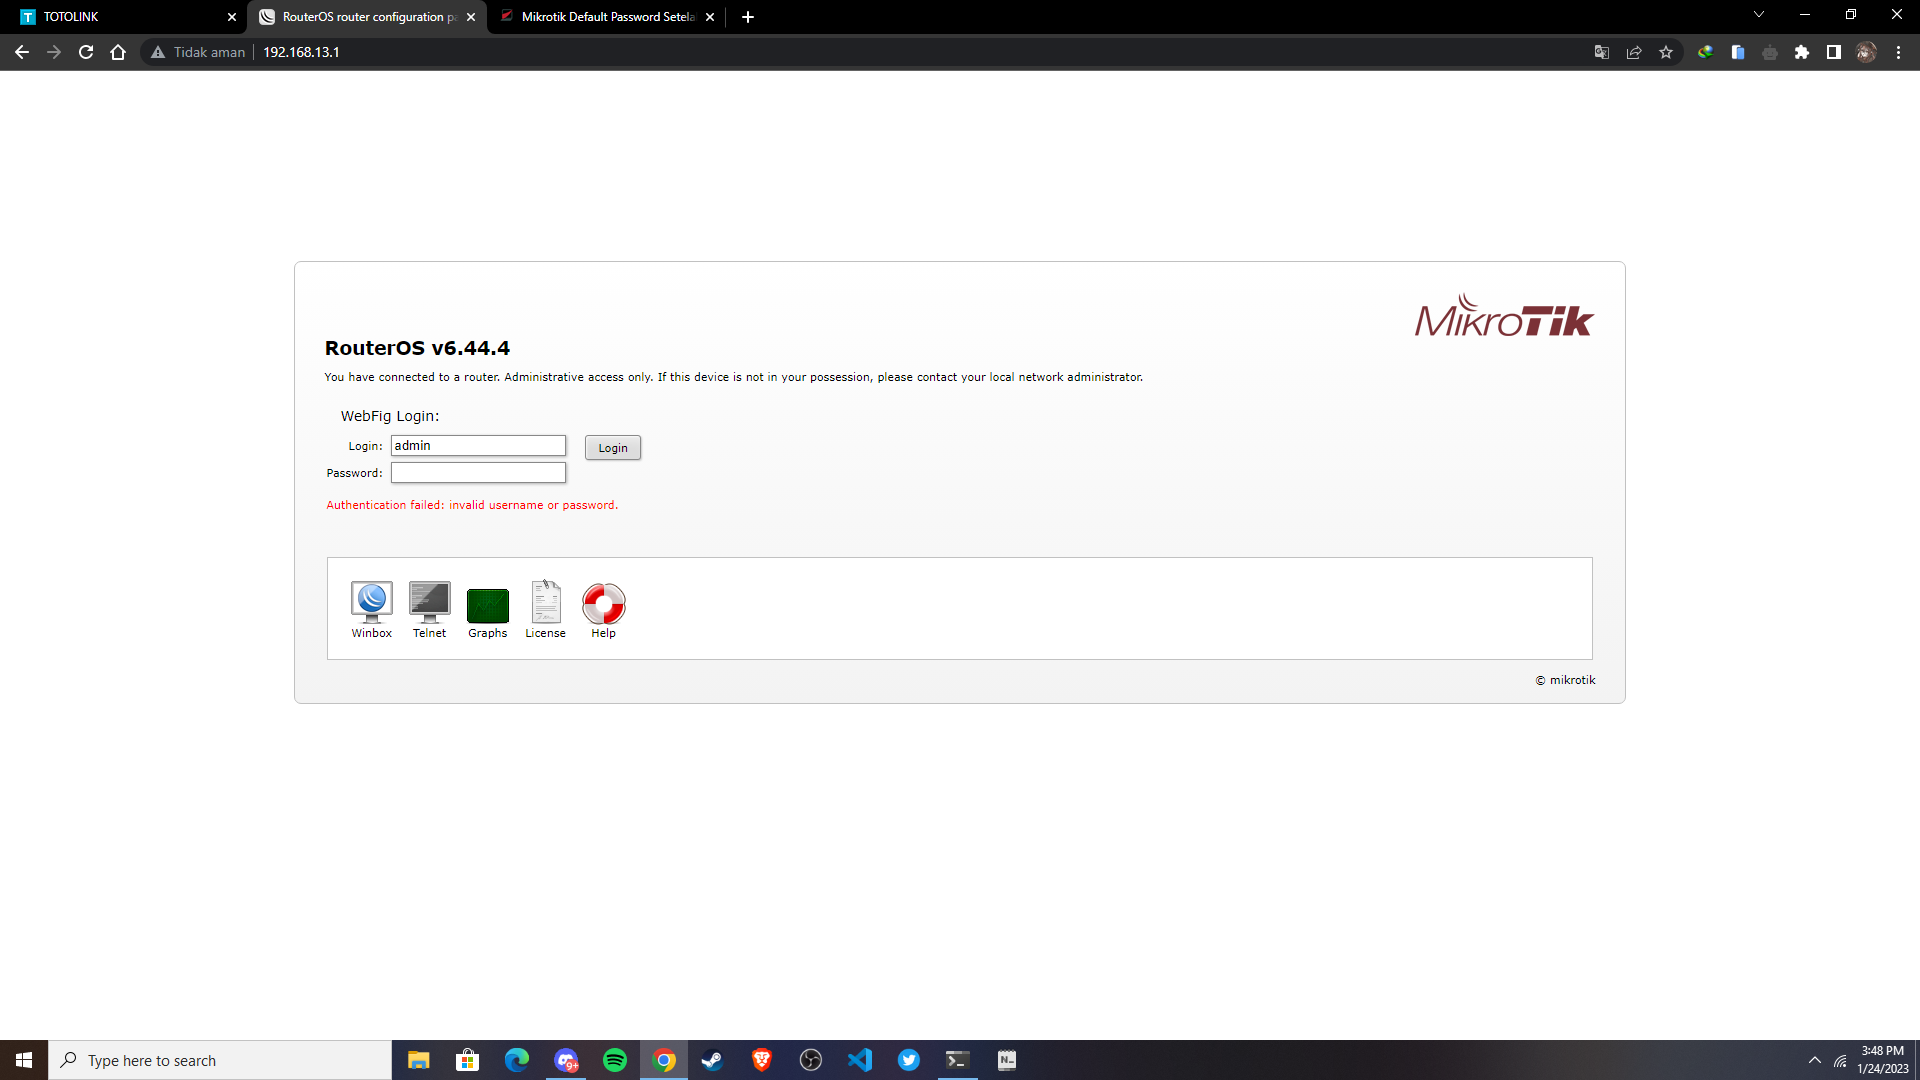 TOTOLINK
RouterOS router configuration pa
Mikrotik Default Password Setela
Tidak aman
192.168.13.1
MikroTik
RouterOS v6.44.4
You have connected to a router. Administrative access only. If this device is not in your possession, please contact your local network administrator.
WebFig Login:
Login: admin
Login
Password:
Authentication failed: invalid username or password.
Winbox
Telnet
Graphs
License
Help
© mikrotik
Type here to search
9+
N..
3:48 PM
1/24/2023